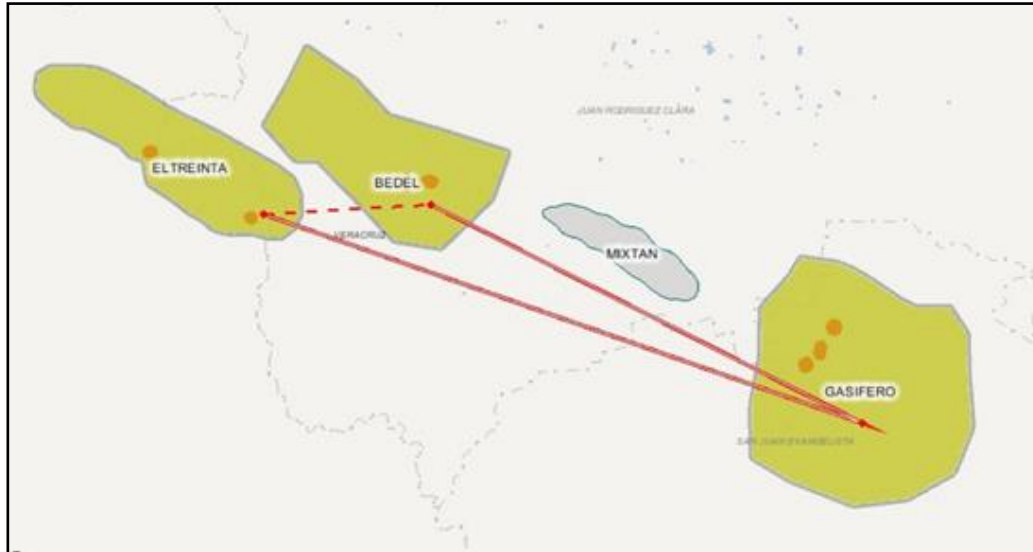 JUAN RODRIGUEZ CLARA
ELTREINTA
BEDEL
VERACRUZ
MIXTAN
GASIFERO
SAN JUAN EVANGELISTA